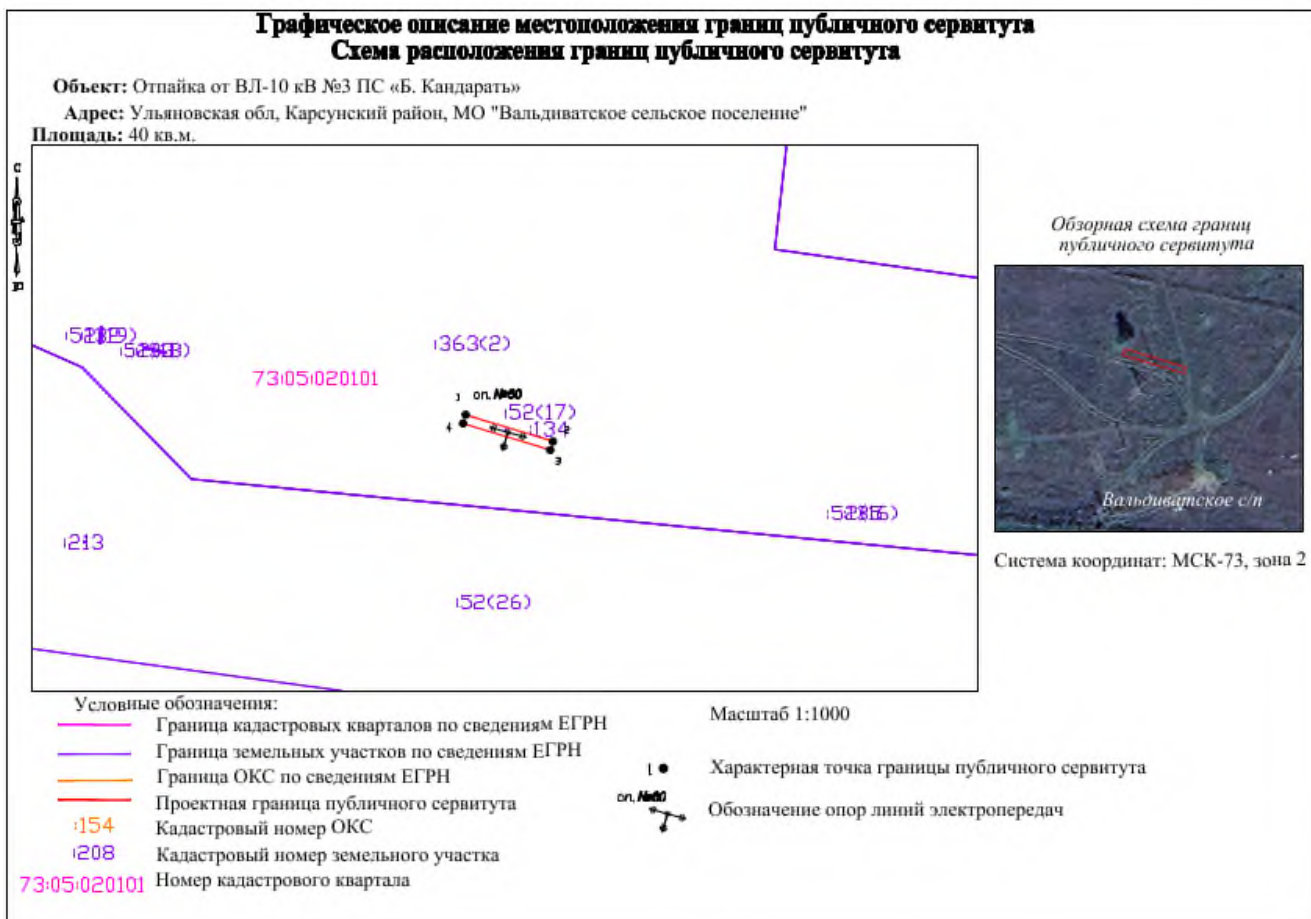 Графическое описание местоположения границ публичного сервитута
Схема расположения границ публичного сервитута
Объект: Отпайка от ВЛ-10 кВ №3 ПС «Б. Кандарать»
Адрес: Ульяновская обл, Карсунский район, МО "Вальдиватское сельское поселение"
Площадь: 40 кв.м.
С
Ю
:363(2)
73:05:020101
1 оп. №60
:52(17)
:134
4
2
3
:213
:52(26)
Обзорная схема границ
публичного сервитута
Вальдиватское с/п
Система координат: МСК-73, зона 2
Условные обозначения:
Граница кадастровых кварталов по сведениям ЕГРН
Граница земельных участков по сведениям ЕГРН
Граница ОКС по сведениям ЕГРН
Проектная граница публичного сервитута
:154 Кадастровый номер ОКС
:208 Кадастровый номер земельного участка
73:05:020101 Номер кадастрового квартала
Масштаб 1:1000
1 Характерная точка границы публичного сервитута
оп. №60 Обозначение опор линий электропередач